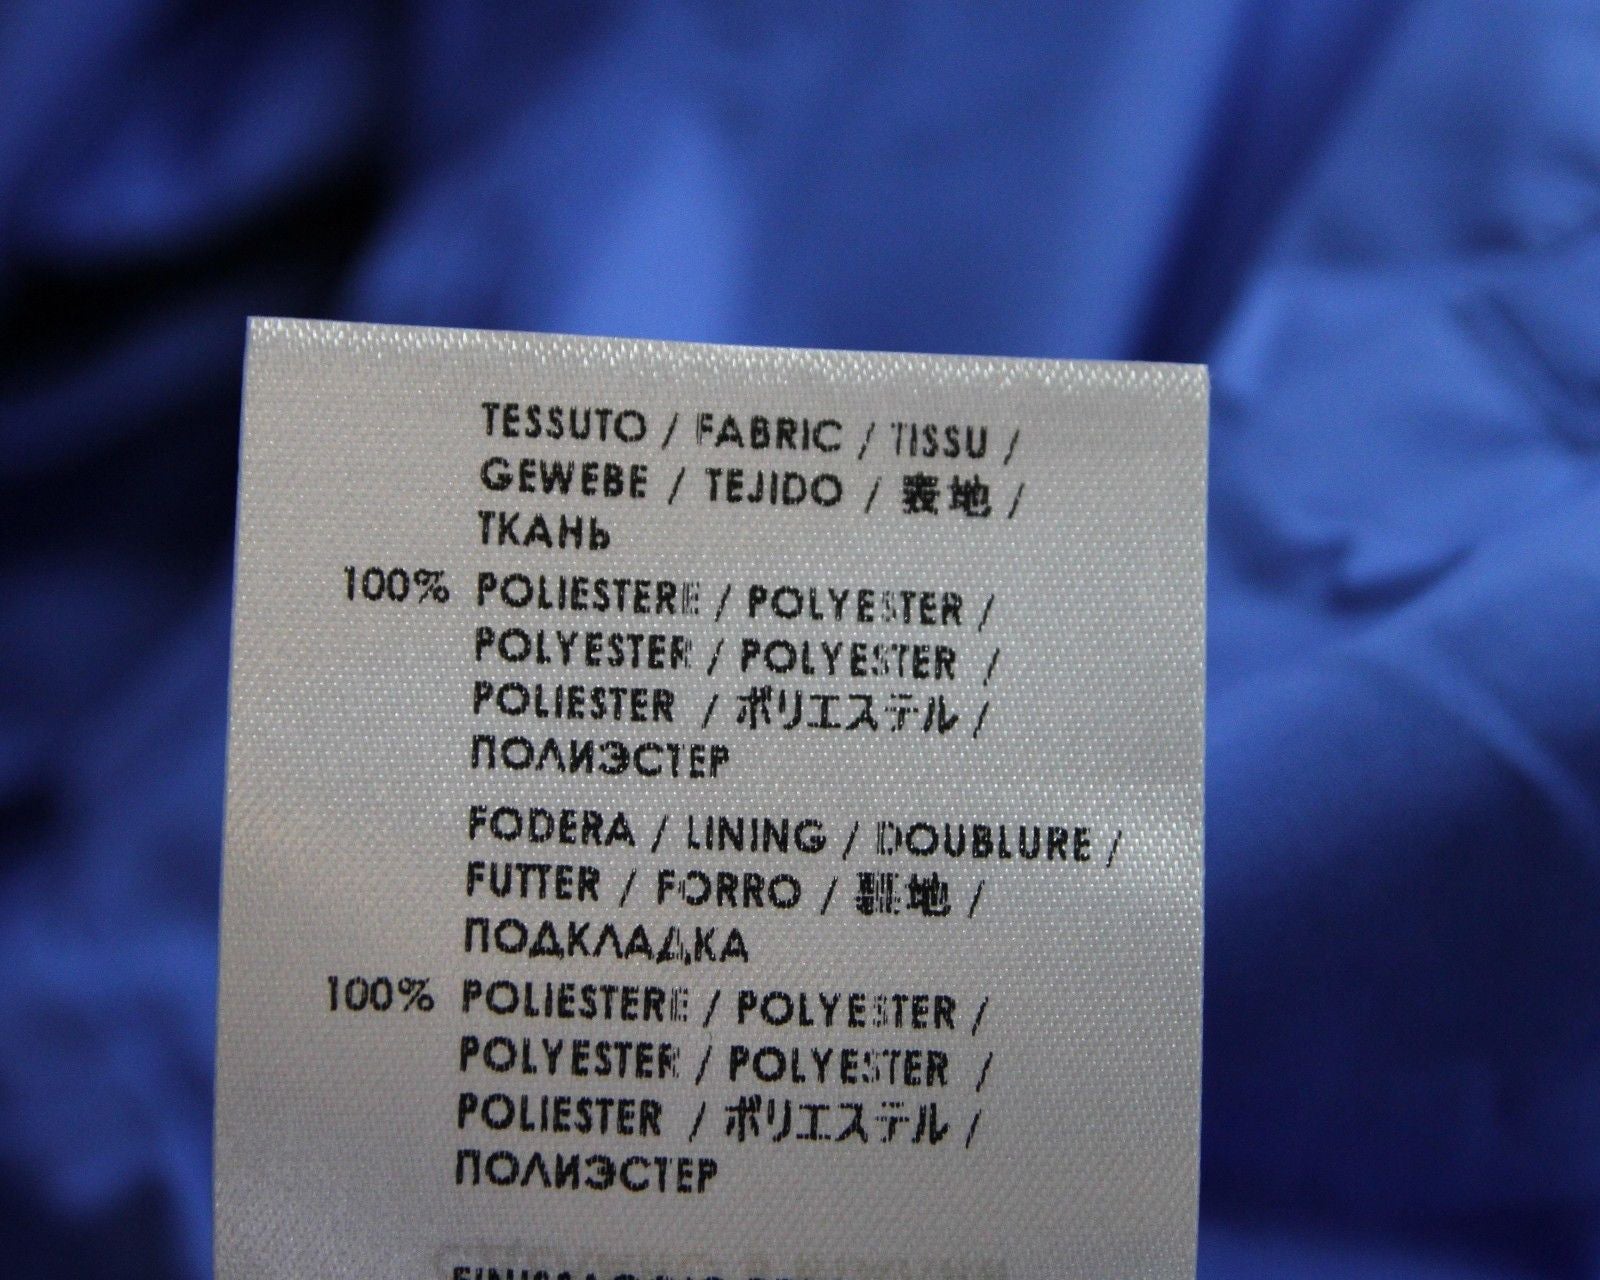 TESSUTO / FABRIC / TISSU /
GEWEBE / TEJIDO / 表地 /
ТКАНЬ
100% POLIESTERE / POLYESTER /
POLYESTER / POLYESTER /
POLIESTER / ポリエステル /
ПОЛИЭСТЕР
FODERA / LINING / DOUBLURE /
FUTTER / FORRO / 裏地 /
ПОДКЛАДКА
100% POLIESTERE / POLYESTER /
POLYESTER / POLYESTER /
POLIESTER / ポリエステル /
ПОЛИЭСТЕР